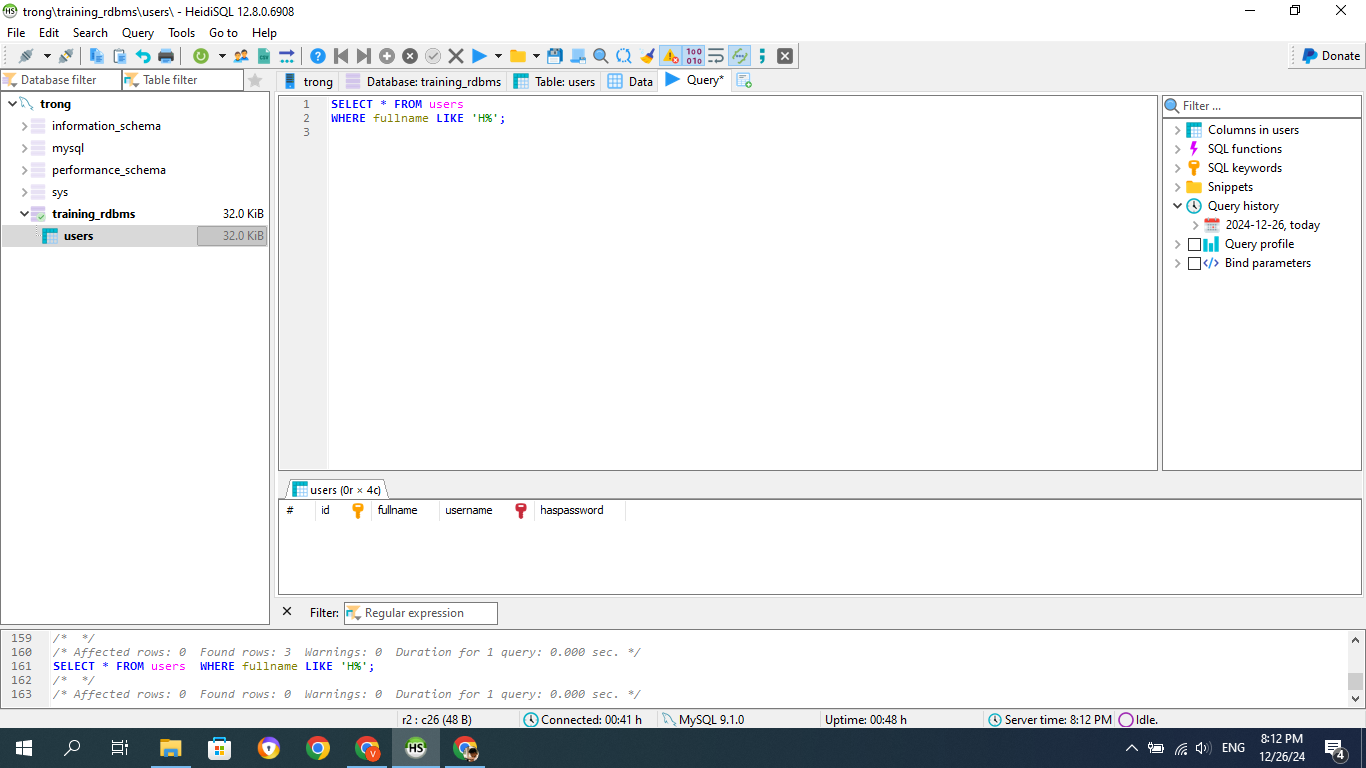 trong\training_rdbms\users\ - HeidiSQL 12.8.0.6908
File Edit Search Query Tools Go to Help
Donate
Database filter Table filter
trong Database: training_rdbms Table: users Data Query*
trong
information_schema
mysql
performance_schema
sys
training_rdbms 32.0 KiB
users 32.0 KiB
1 SELECT * FROM users
2 WHERE fullname LIKE 'H%';
3
Filter ...
Columns in users
SQL functions
SQL keywords
Snippets
Query history
2024-12-26, today
Query profile
Bind parameters
users (0r × 4c)
# id fullname username haspassword
Filter: Regular expression
159 /* */
160 /* Affected rows: 0 Found rows: 3 Warnings: 0 Duration for 1 query: 0.000 sec. */
161 SELECT * FROM users WHERE fullname LIKE 'H%';
162 /* */
163 /* Affected rows: 0 Found rows: 0 Warnings: 0 Duration for 1 query: 0.000 sec. */
r2 : c26 (48 B) Connected: 00:41 h MySQL 9.1.0 Uptime: 00:48 h Server time: 8:12 PM Idle.
HS V HS
ENG
8:12 PM
12/26/24
4